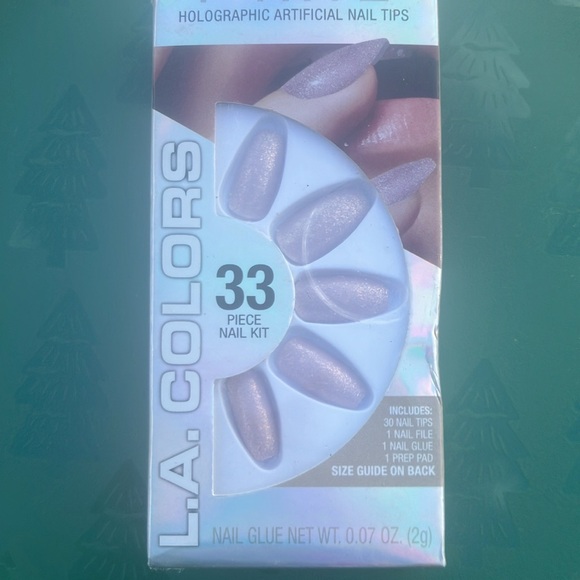 HOLOGRAPHIC ARTIFICIAL NAIL TIPS
L.A. COLORS
33
PIECE
NAIL KIT
INCLUDES:
30 NAIL TIPS
1 NAIL FILE
1 NAIL GLUE
1 PREP PAD
SIZE GUIDE ON BACK
NAIL GLUE NET WT. 0.07 OZ. (2g)